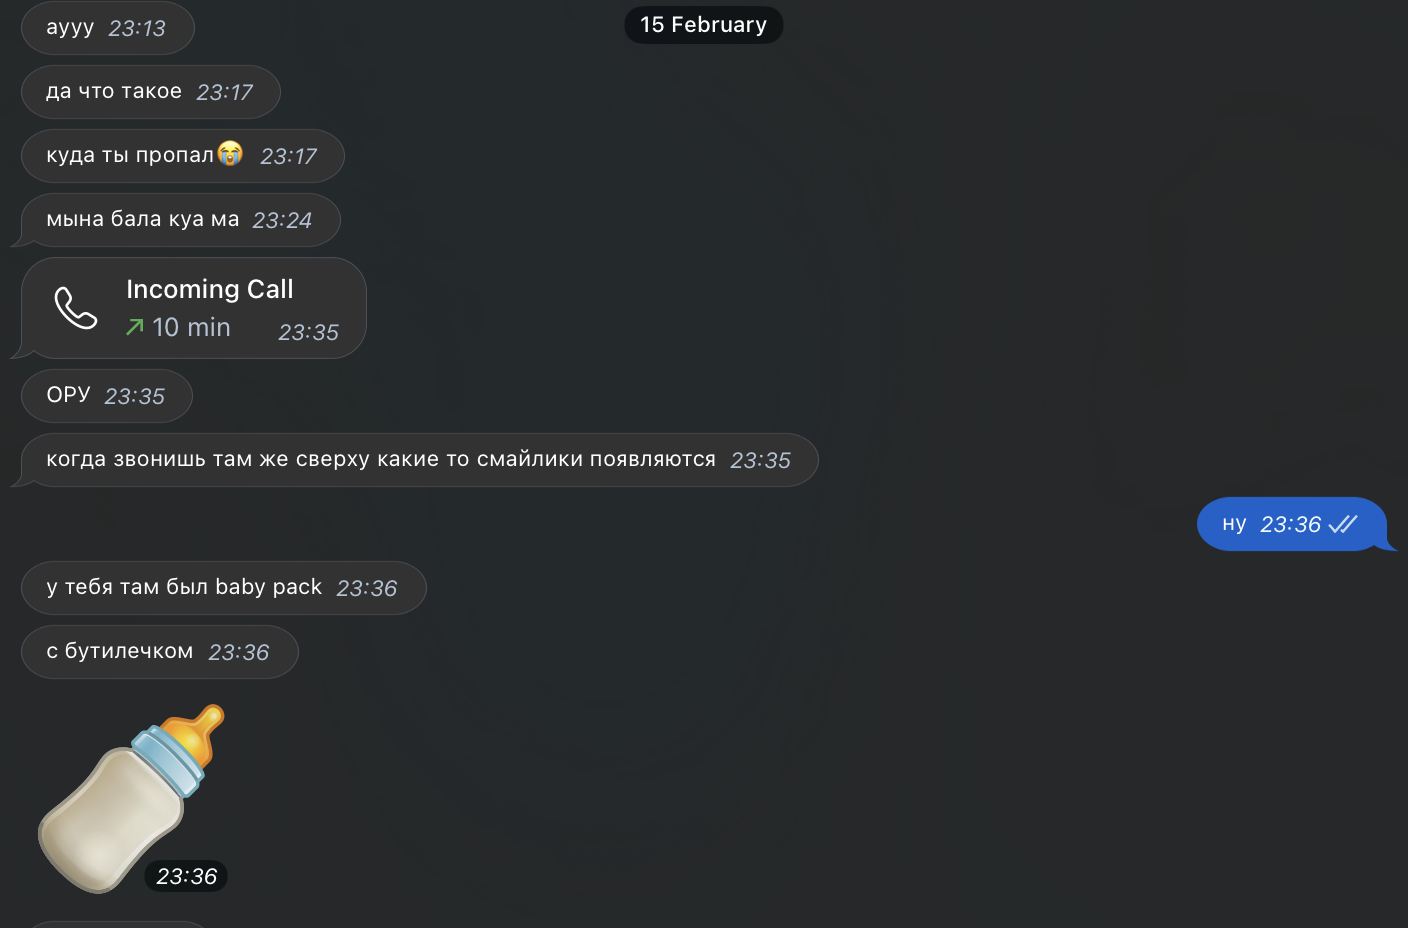 15 February
ауууу 23:13
да что такое 23:17
куда ты пропал😭 23:17
мына бала куа ма 23:24
Incoming Call
10 min 23:35
ОРУ 23:35
когда звонишь там же сверху какие то смайлики появляются 23:35
ну 23:36
у тебя там был baby pack 23:36
с бутилечком 23:36
23:36